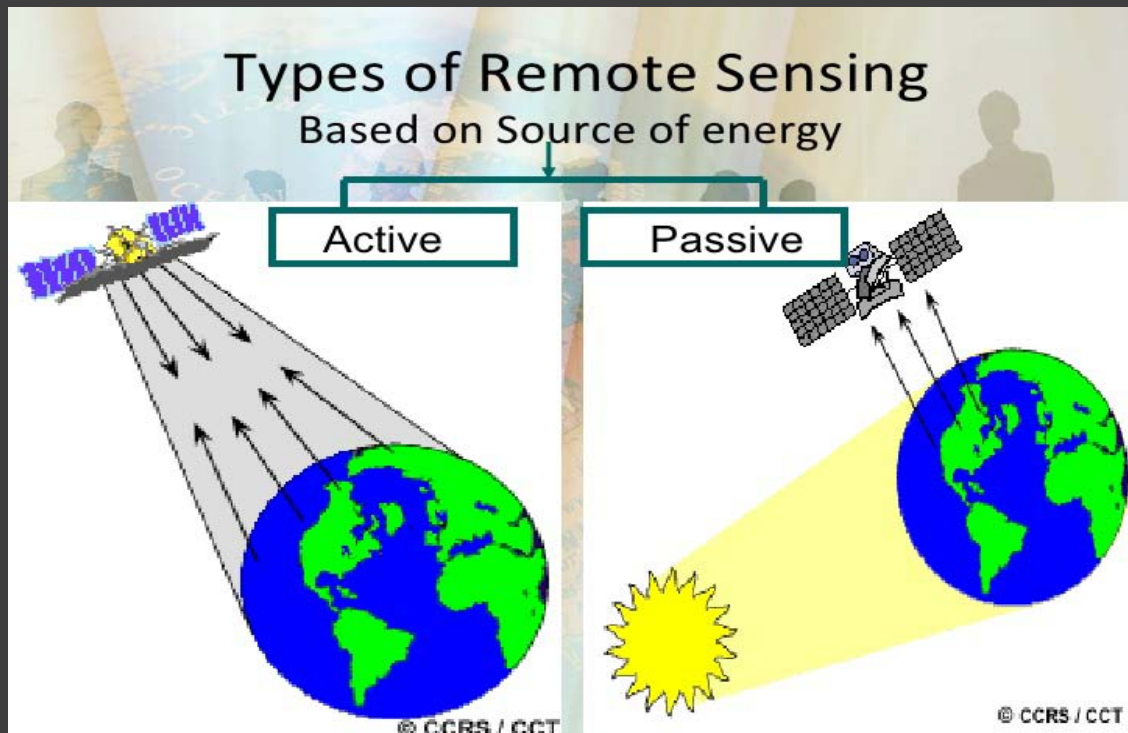 Types of Remote Sensing
Based on Source of energy
Active
Passive
© CCRS / CCT
© CCRS / CCT